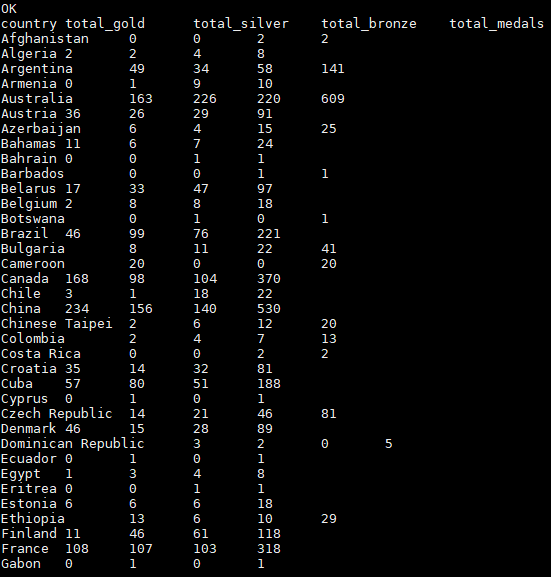 OK
country total_gold total_silver total_bronze total_medals
Afghanistan 0 0 2 2
Algeria 2 2 4 8
Argentina 49 34 58 141
Armenia 0 1 9 10
Australia 163 226 220 609
Austria 36 26 29 91
Azerbaijan 6 4 15 25
Bahamas 11 6 7 24
Bahrain 0 0 1 1
Barbados 0 0 1 1
Belarus 17 33 47 97
Belgium 2 8 8 18
Botswana 0 1 0 1
Brazil 46 99 76 221
Bulgaria 8 11 22 41
Cameroon 20 0 0 20
Canada 168 98 104 370
Chile 3 1 18 22
China 234 156 140 530
Chinese Taipei 2 6 12 20
Colombia 2 4 7 13
Costa Rica 0 0 2 2
Croatia 35 14 32 81
Cuba 57 80 51 188
Cyprus 0 1 0 1
Czech Republic 14 21 46 81
Denmark 46 15 28 89
Dominican Republic 3 2 0 5
Ecuador 0 1 0 1
Egypt 1 3 4 8
Eritrea 0 0 1 1
Estonia 6 6 6 18
Ethiopia 13 6 10 29
Finland 11 46 61 118
France 108 107 103 318
Gabon 0 1 0 1